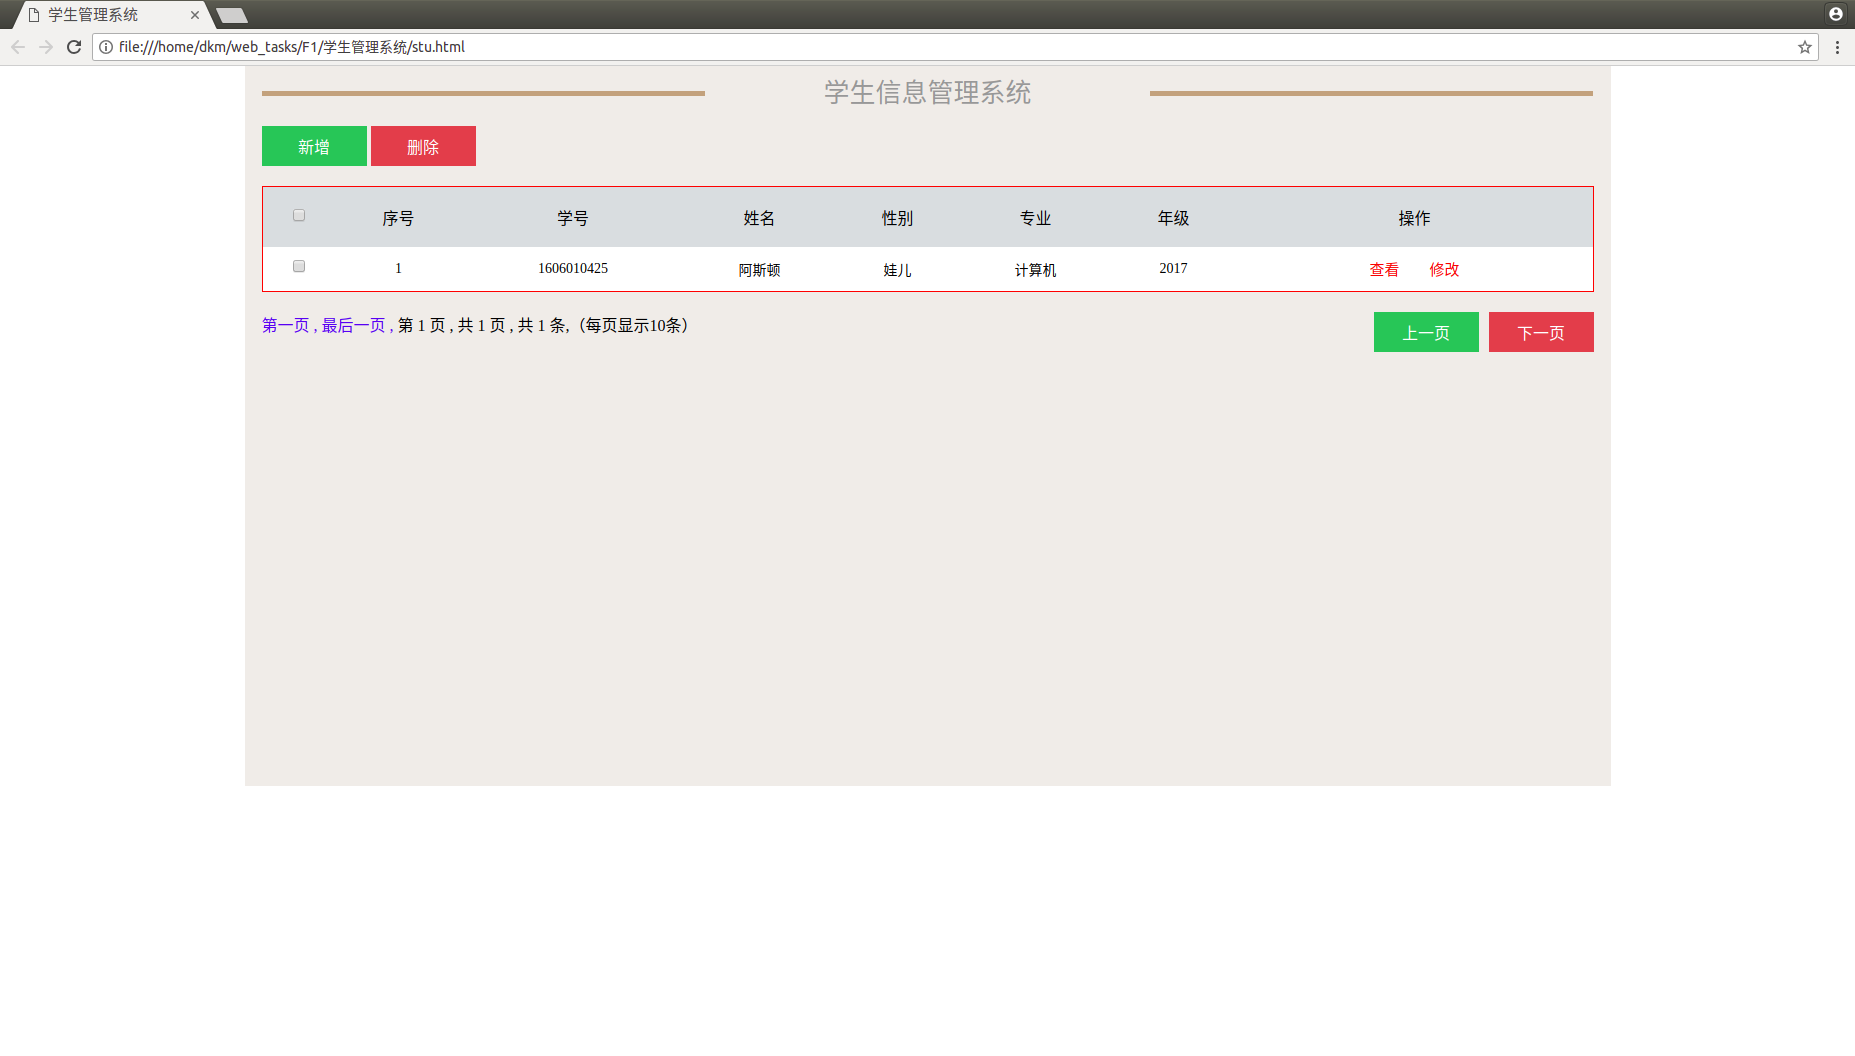 学生管理系统
file:///home/dkm/web_tasks/F1/学生管理系统/stu.html
学生信息管理系统
新增 删除
序号 学号 姓名 性别 专业 年级 操作
1 1606010425 阿斯顿 娃儿 计算机 2017 查看 修改
第一页 , 最后一页 , 第 1 页 , 共 1 页 , 共 1 条,（每页显示10条） 上一页 下一页